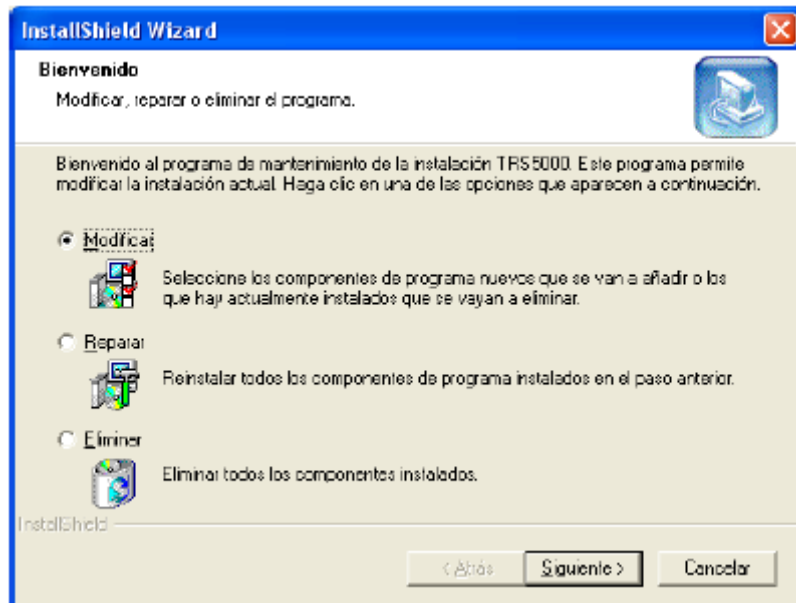 InstallShield Wizard
Bienvenido
Modificar, reparar o eliminar el programa.
Bienvenido al programa de mantenimiento de la instalación TRS5000. Este programa permite
modificar la instalación actual. Haga clic en una de las opciones que aparecen a continuación.
Modificar
Seleccione los componentes de programa nuevos que se van a añadir o los
que hay actualmente instalados que se vayan a eliminar.
Reparar
Reinstalar todos los componentes de programa instalados en el paso anterior.
Eliminar
Eliminar todos los componentes instalados.
InstallShield
< Atrás Siguiente > Cancelar